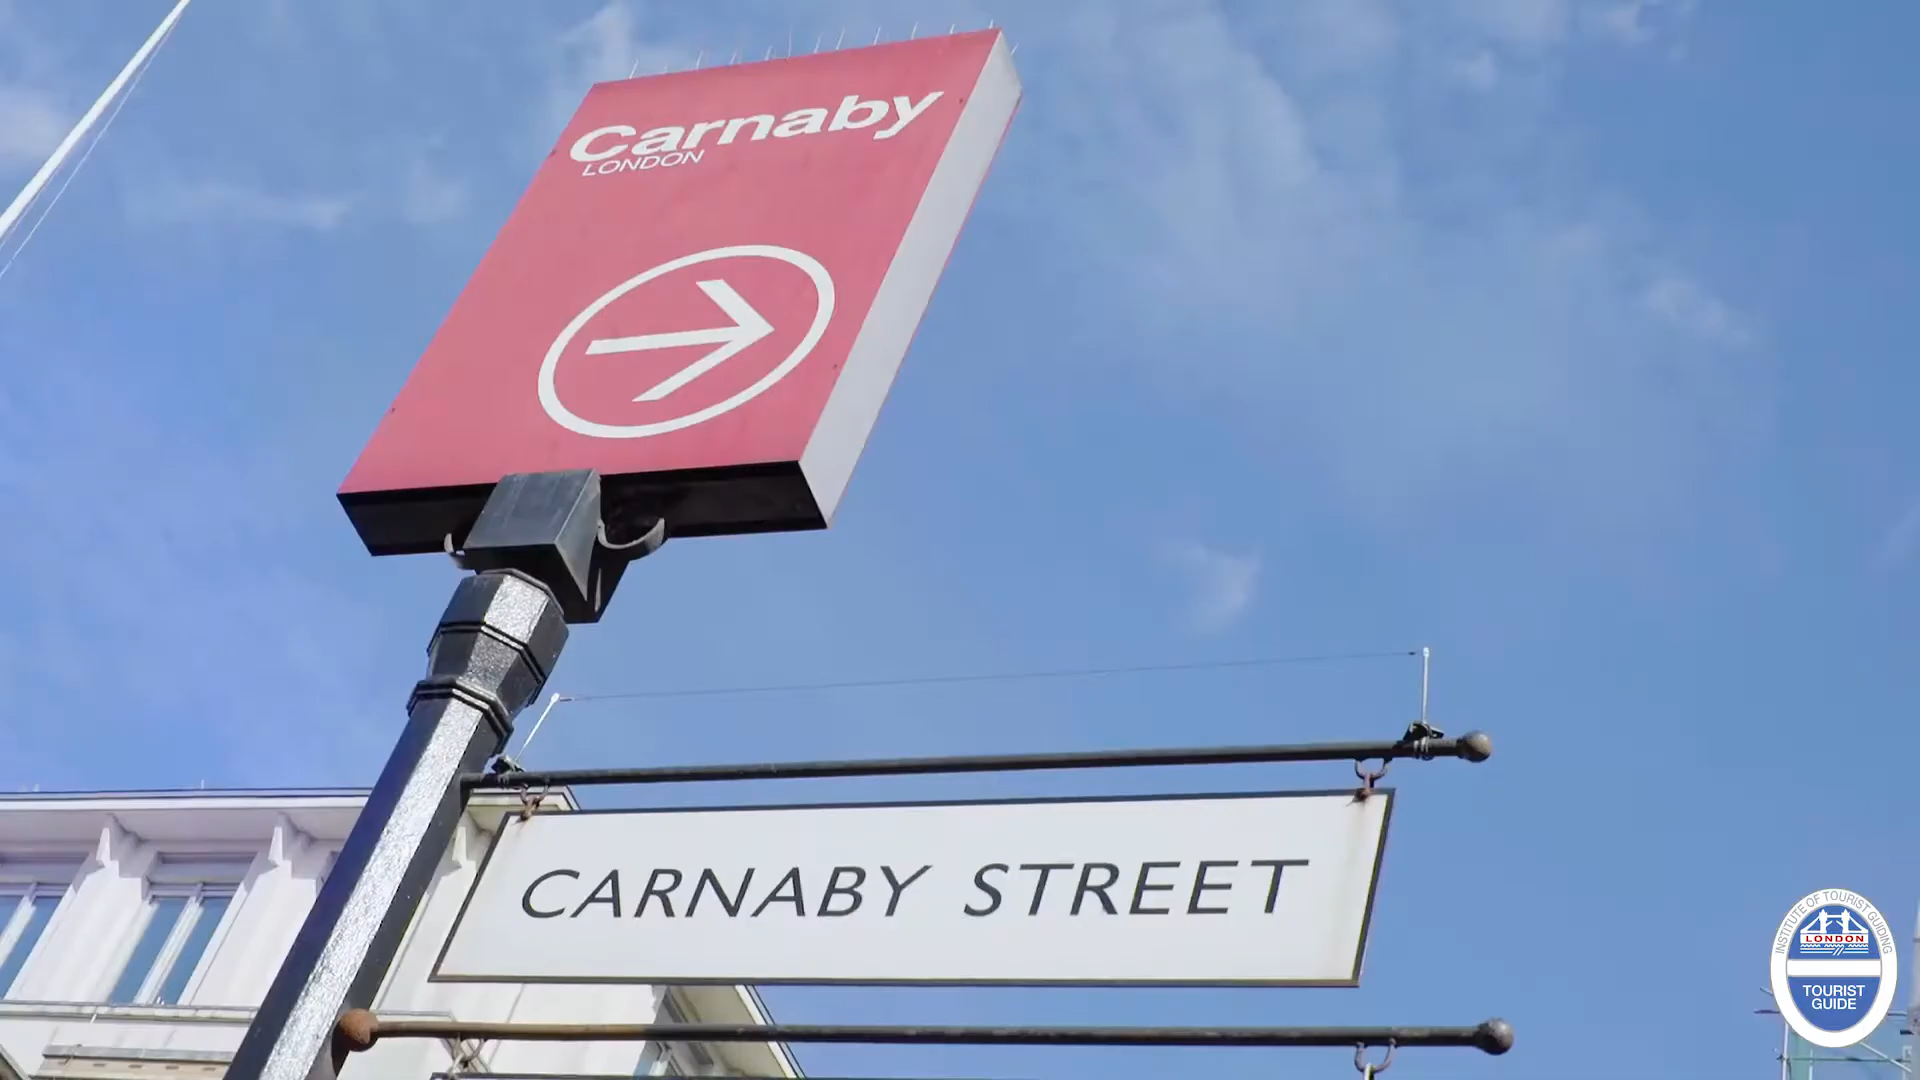 Carnaby
LONDON
CARNABY STREET
INSTITUTE OF TOURIST GUIDING
LONDON
TOURIST
GUIDE